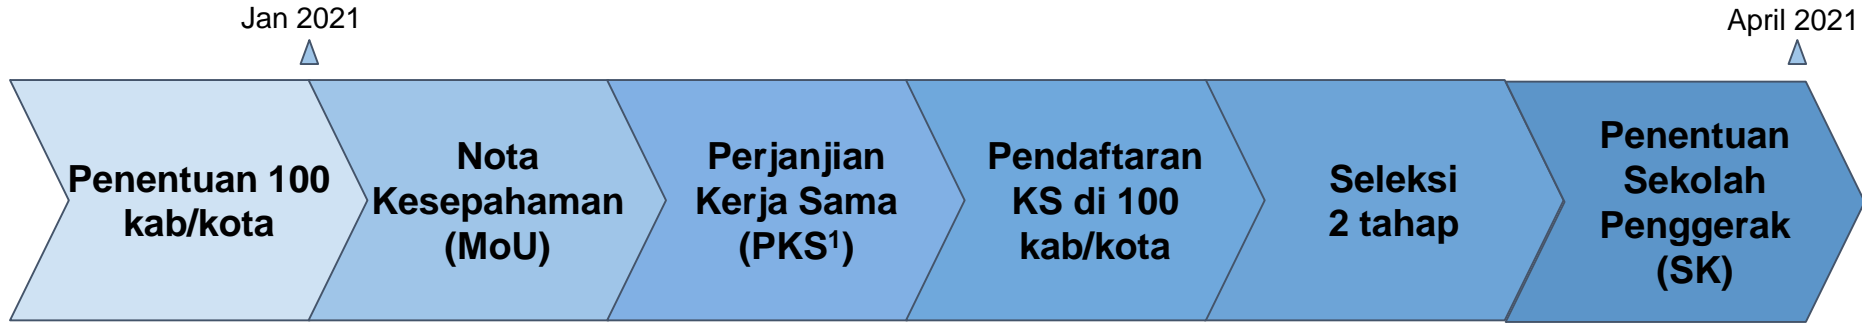 Jan 2021
April 2021
Penentuan 100
kab/kota
Nota
Kesepahaman
(MoU)
Perjanjian
Kerja Sama
(PKS¹)
Pendaftaran
KS di 100
kab/kota
Seleksi
2 tahap
Penentuan
Sekolah
Penggerak
(SK)